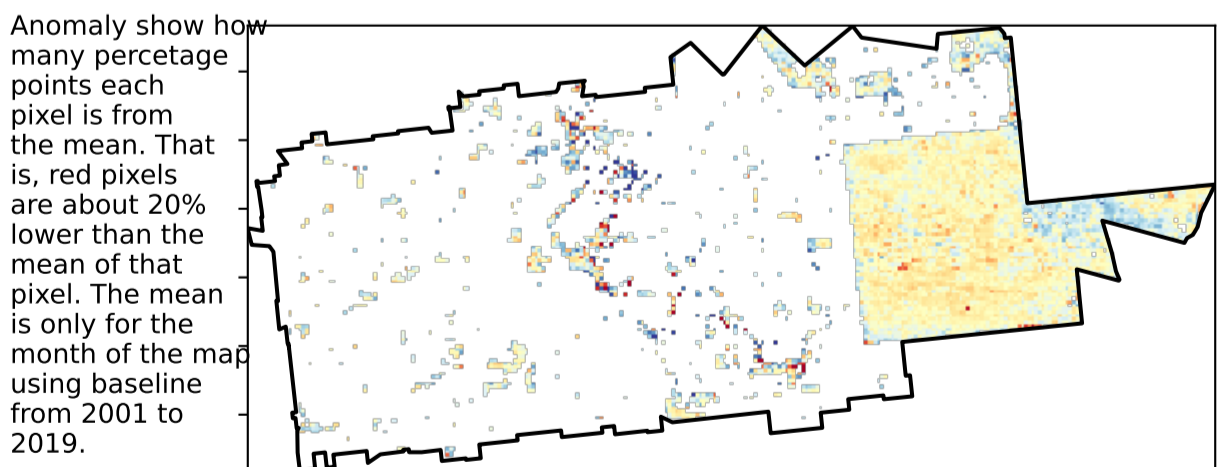 Anomaly show how
many percetage
points each
pixel is from
the mean. That
is, red pixels
are about 20%
lower than the
mean of that
pixel. The mean
is only for the
month of the map
using baseline
from 2001 to
2019.